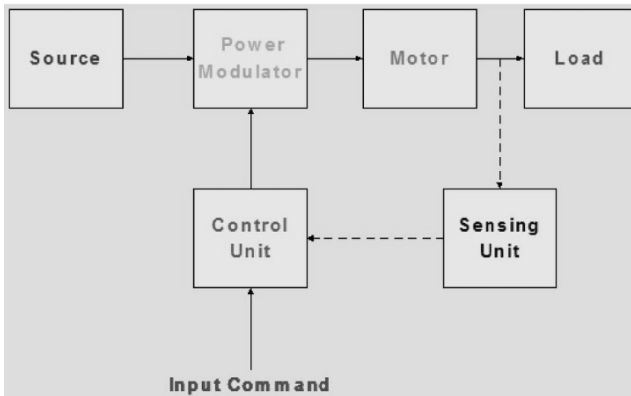 Source
Power
Modulator
Motor
Load
Control
Unit
Sensing
Unit
Input Command